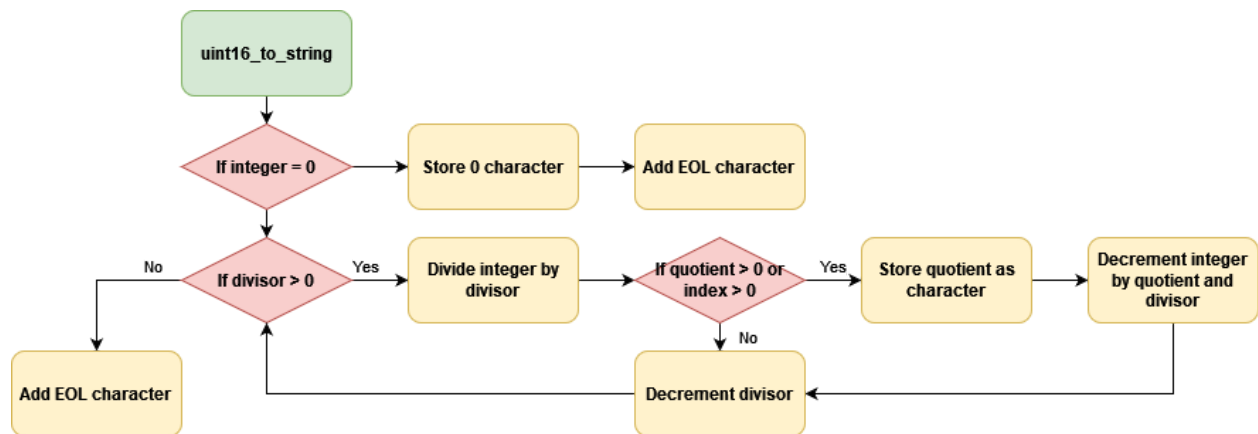 uint16_to_string
If integer = 0
Store 0 character
Add EOL character
No
If divisor > 0
Yes
Divide integer by
divisor
If quotient > 0 or
index > 0
Yes
Store quotient as
character
Decrement integer
by quotient and
divisor
No
Add EOL character
Decrement divisor